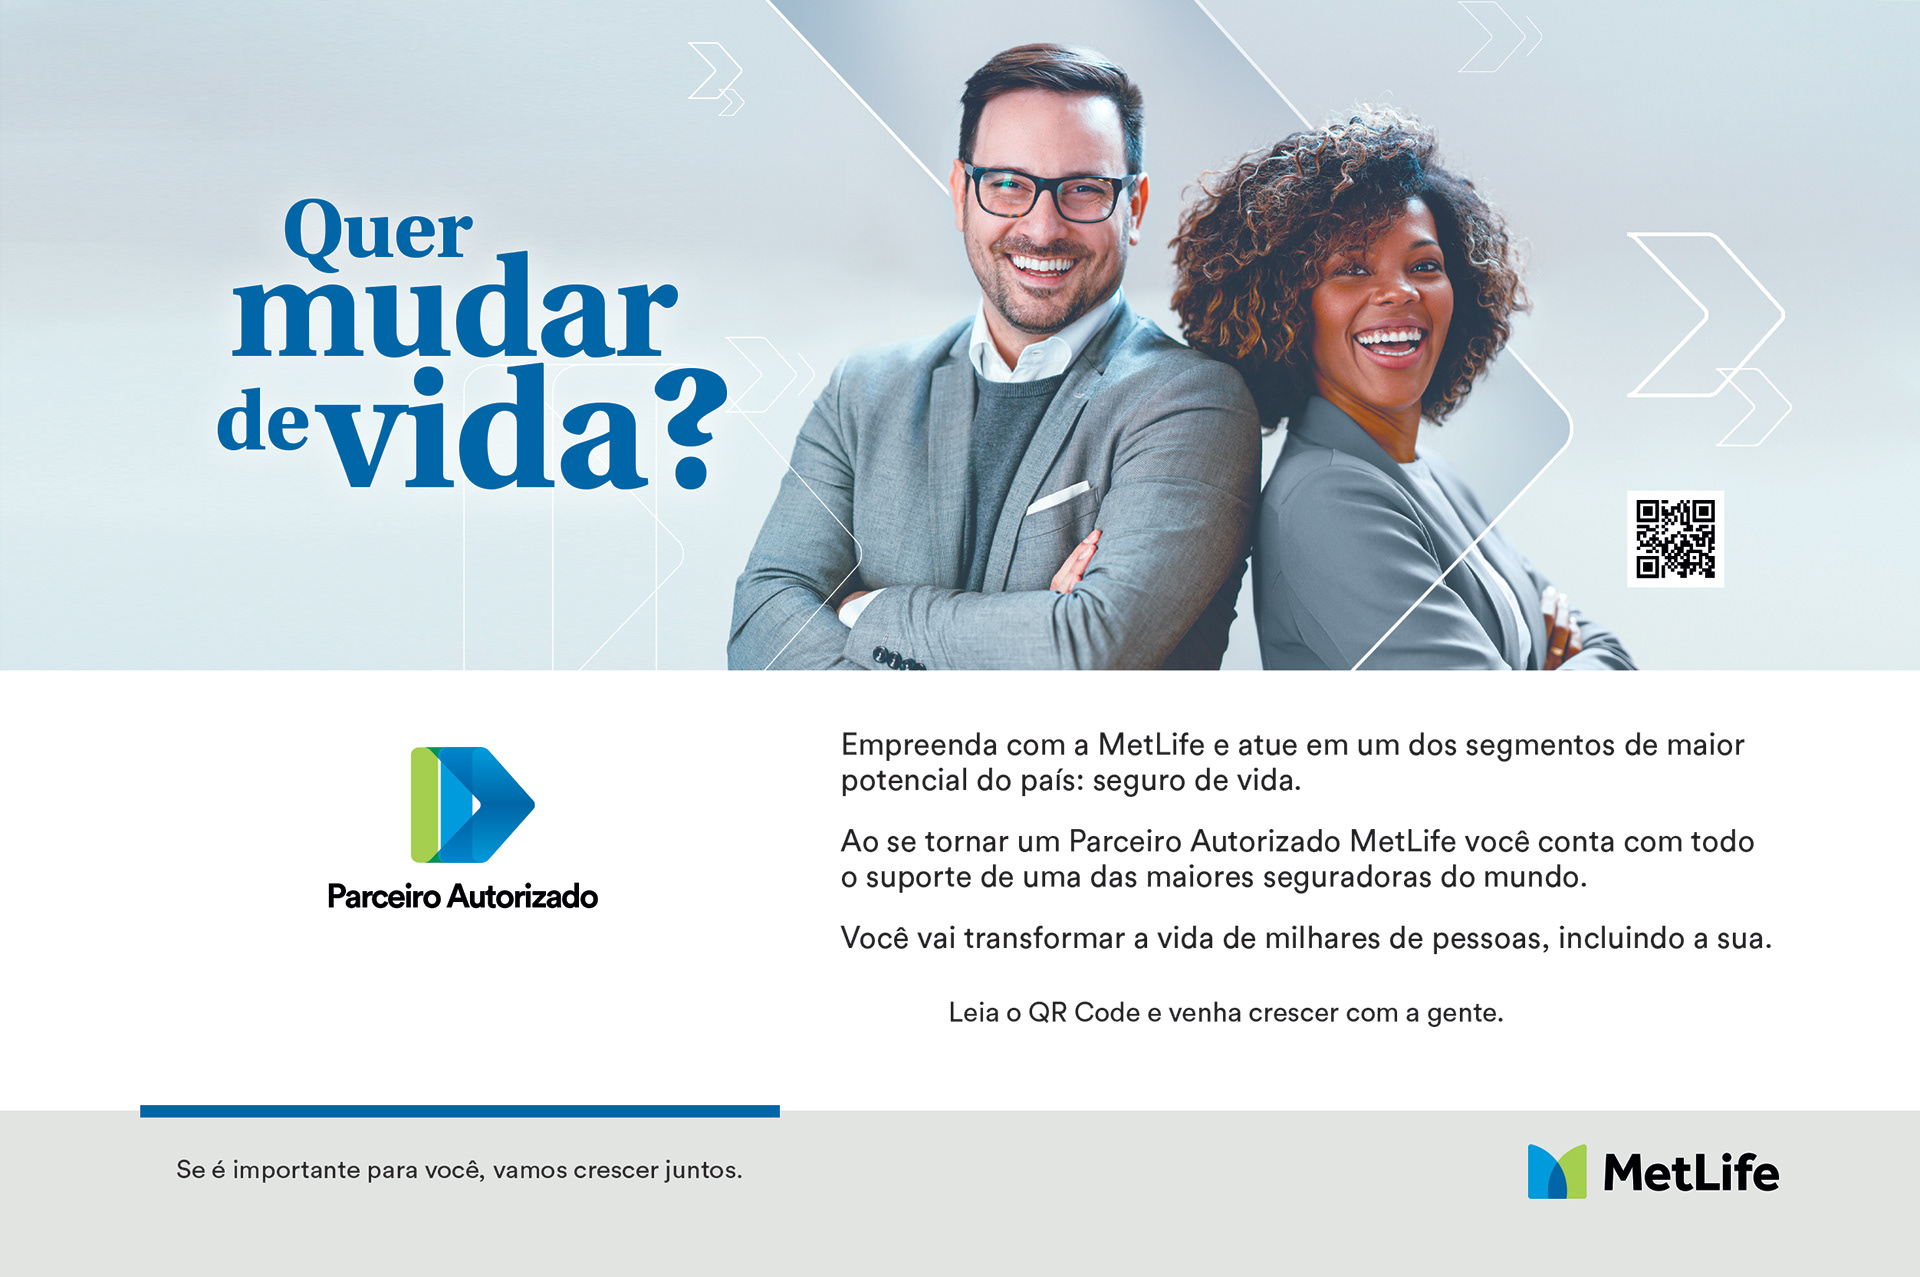 Quer
mudar
de vida?
Parceiro Autorizado
Empreenda com a MetLife e atue em um dos segmentos de maior
potencial do país: seguro de vida.
Ao se tornar um Parceiro Autorizado MetLife você conta com todo
o suporte de uma das maiores seguradoras do mundo.
Você vai transformar a vida de milhares de pessoas, incluindo a sua.
Leia o QR Code e venha crescer com a gente.
Se é importante para você, vamos crescer juntos.
MetLife